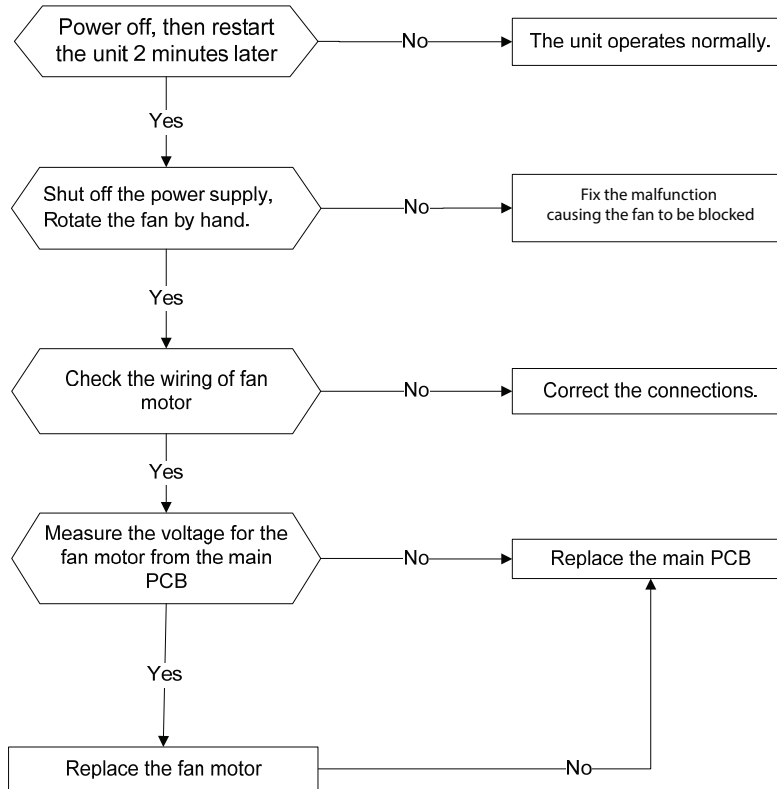 Power off, then restart
the unit 2 minutes later
No
The unit operates normally.
Yes
Shut off the power supply,
Rotate the fan by hand.
No
Fix the malfunction
causing the fan to be blocked
Yes
Check the wiring of fan
motor
No
Correct the connections.
Yes
Measure the voltage for the
fan motor from the main
PCB
No
Replace the main PCB
Yes
Replace the fan motor
No